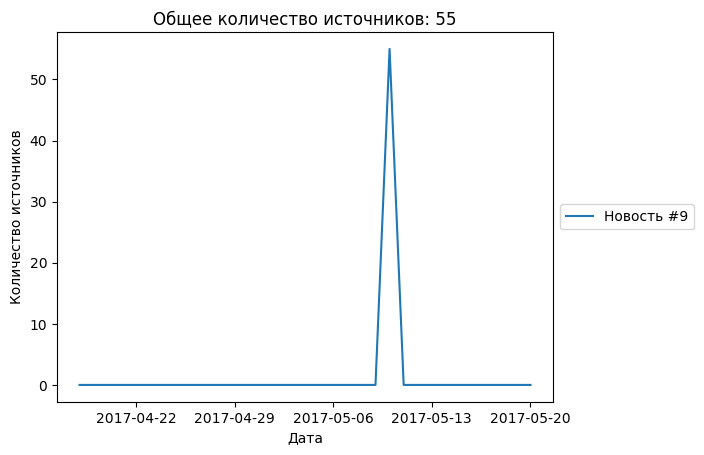 Общее количество источников: 55
Количество источников
50
40
30
20
10
0
2017-04-22 2017-04-29 2017-05-06 2017-05-13 2017-05-20
Дата
Новость #9